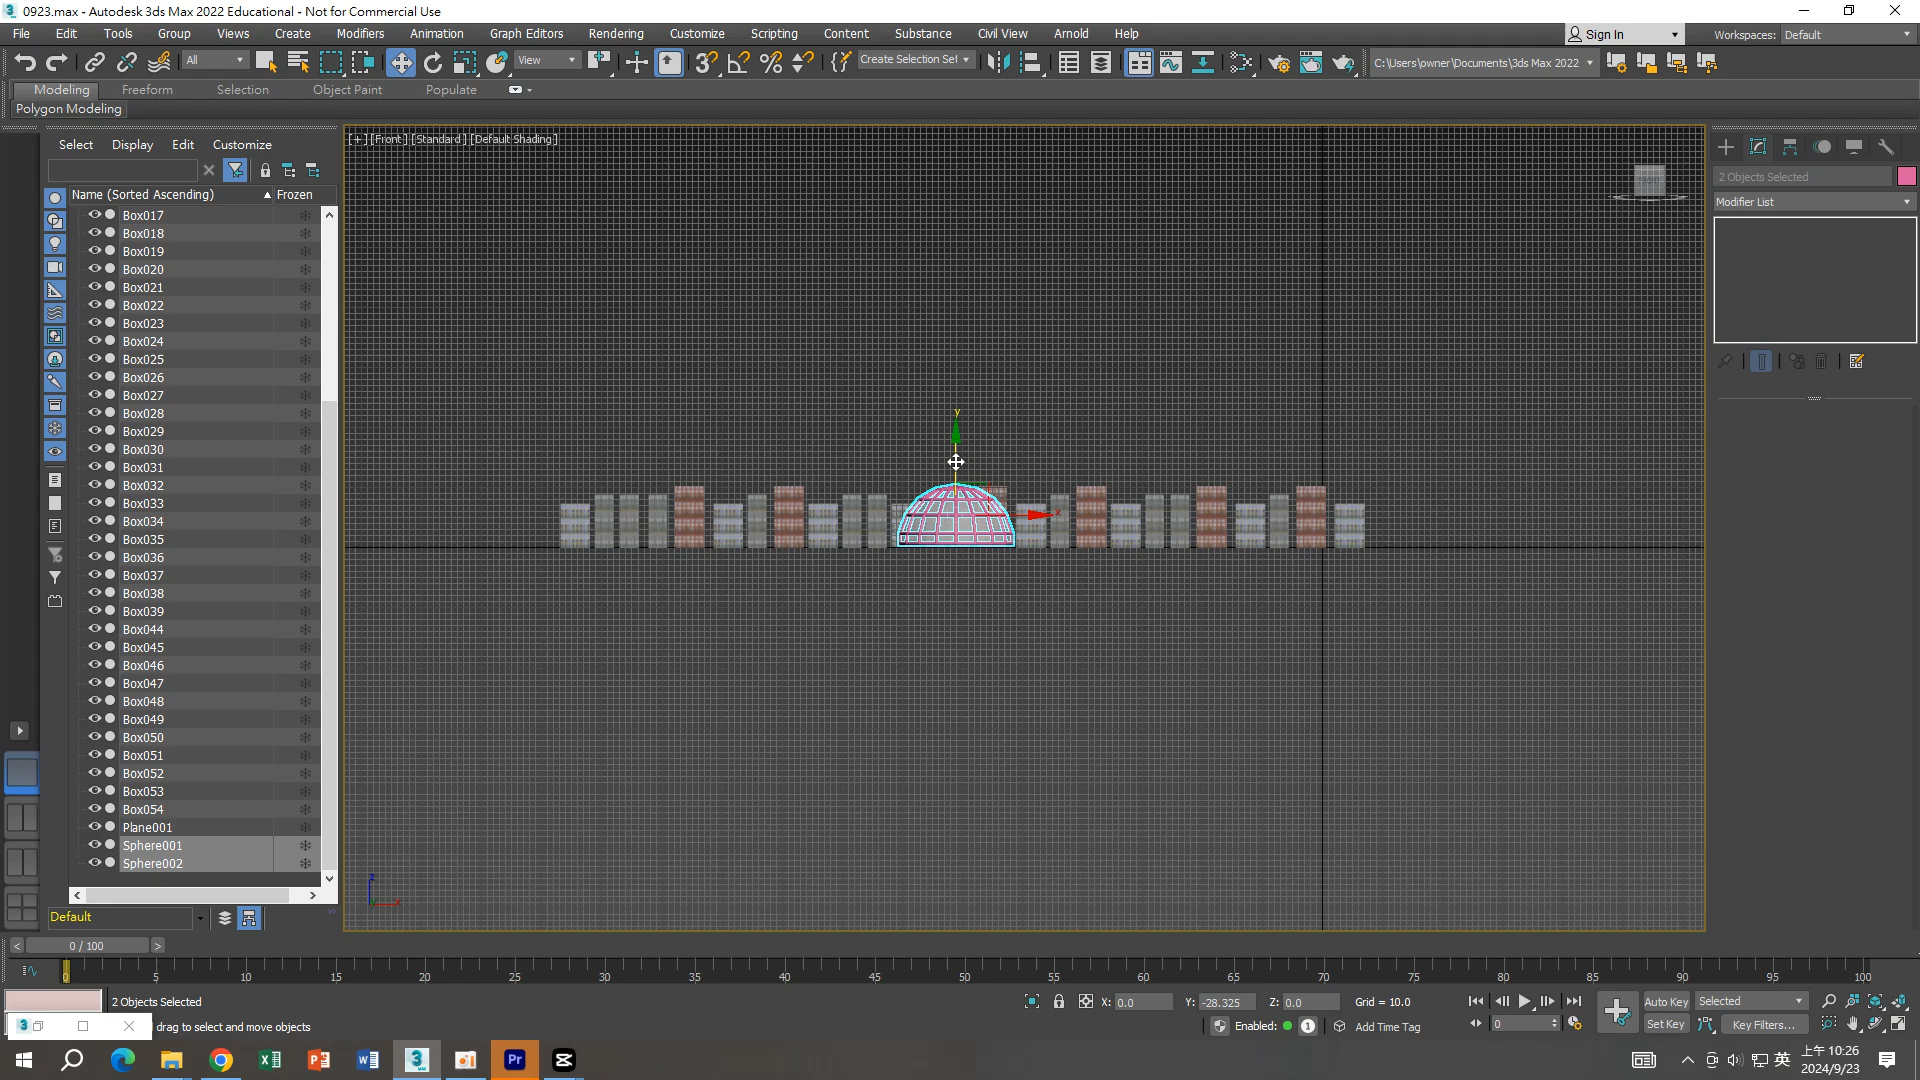 0923.max - Autodesk 3ds Max 2022 Educational - Not for Commercial Use
File Edit Tools Group Views Create Modifiers Animation Graph Editors Rendering Customize Scripting Content Substance Civil View Arnold Help
Sign In
Workspaces: Default
All
View
Create Selection Set
C:\Users\owner\Documents\3ds Max 2022
Modeling Freeform Selection Object Paint Populate
Polygon Modeling
Select Display Edit Customize
Name (Sorted Ascending) Frozen
Box017
Box018
Box019
Box020
Box021
Box022
Box023
Box024
Box025
Box026
Box027
Box028
Box029
Box030
Box031
Box032
Box033
Box034
Box035
Box036
Box037
Box038
Box039
Box044
Box045
Box046
Box047
Box048
Box049
Box050
Box051
Box052
Box053
Box054
Plane001
Sphere001
Sphere002
Default
[+] [Front] [Standard] [Default Shading]
y
x
z
x
2 Objects Selected
Modifier List
0 / 100
0 5 10 15 20 25 30 35 40 45 50 55 60 65 70 75 80 85 90 95 100
2 Objects Selected
drag to select and move objects
X: 0.0 Y: -28.325 Z: 0.0 Grid = 10.0
Enabled: 1 Add Time Tag
0
Auto Key Selected
Set Key Key Filters...
英
上午 10:26
2024/9/23